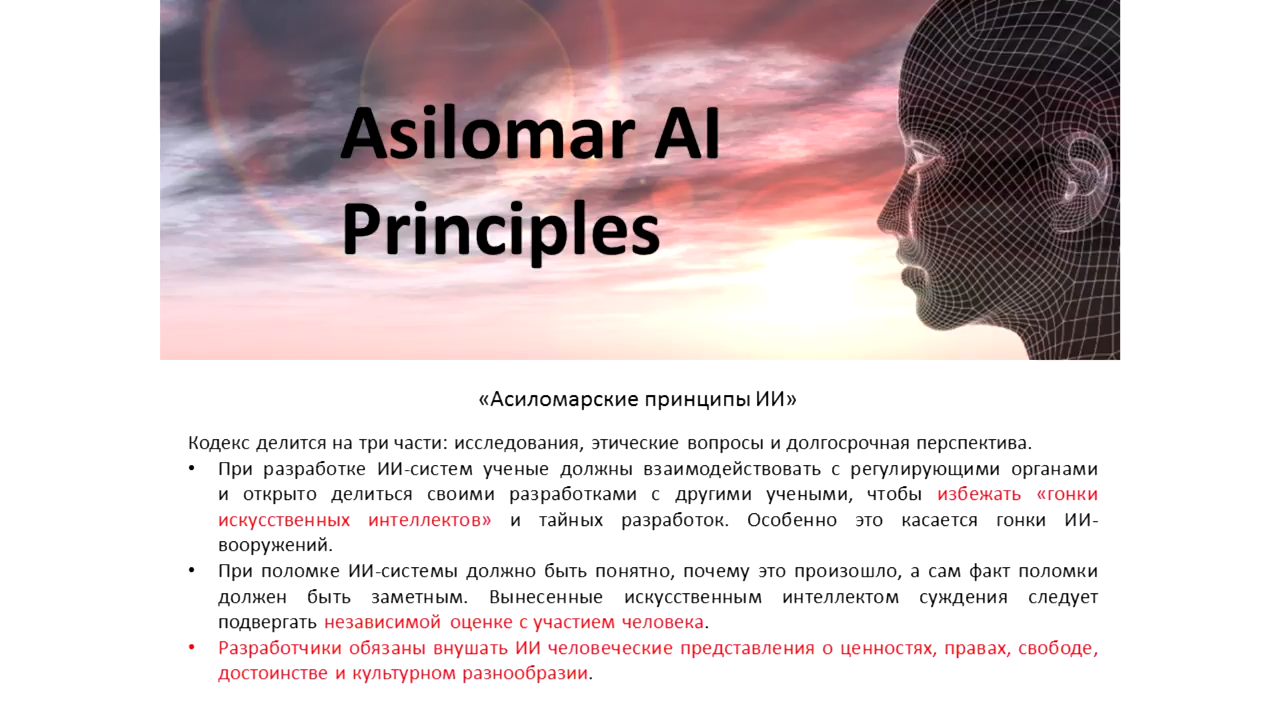 Asilomar AI
Principles
«Асиломарские принципы ИИ»
Кодекс делится на три части: исследования, этические вопросы и долгосрочная перспектива.
• При разработке ИИ-систем ученые должны взаимодействовать с регулирующими органами
и открыто делиться своими разработками с другими учеными, чтобы избежать «гонки
искусственных интеллектов» и тайных разработок. Особенно это касается гонки ИИ-
вооружений.
• При поломке ИИ-системы должно быть понятно, почему это произошло, а сам факт поломки
должен быть заметным. Вынесенные искусственным интеллектом суждения следует
подвергать независимой оценке с участием человека.
• Разработчики обязаны внушать ИИ человеческие представления о ценностях, правах, свободе,
достоинстве и культурном разнообразии.